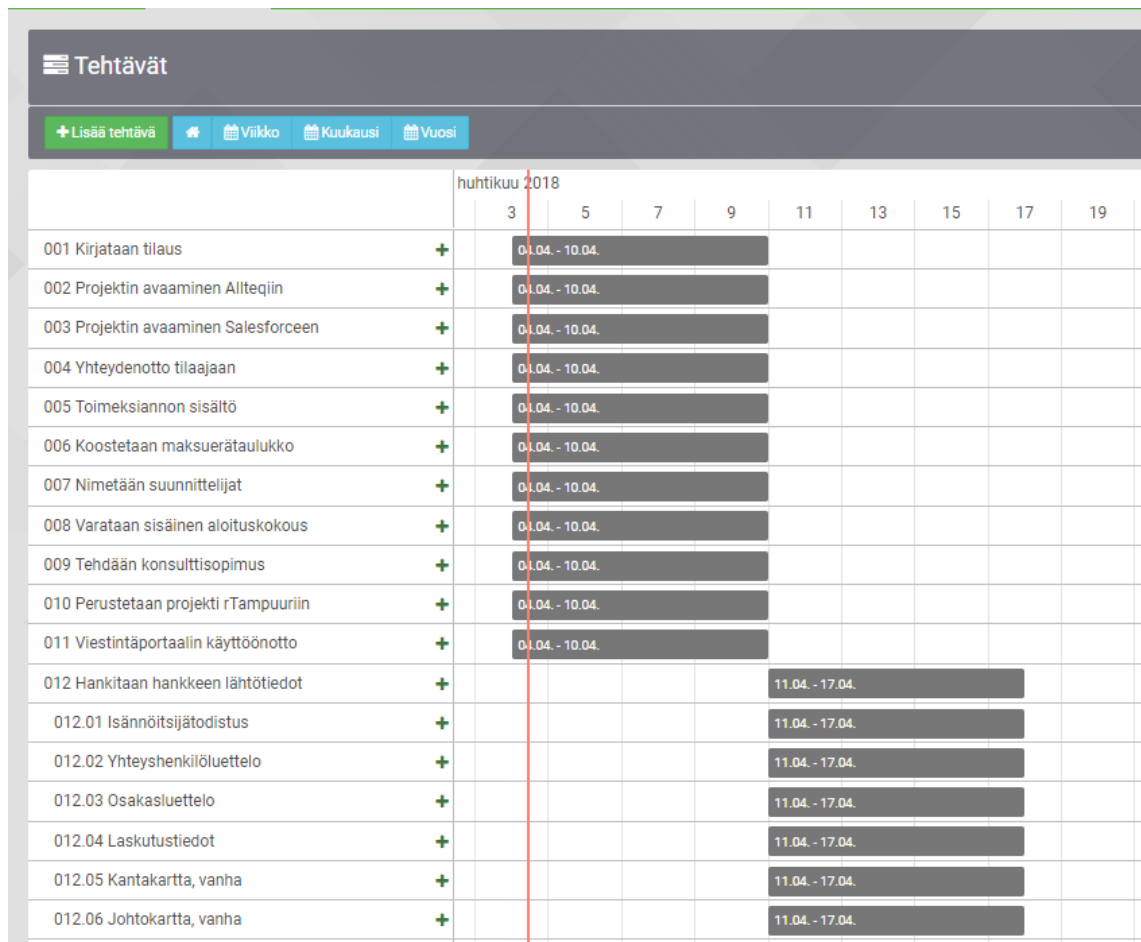 Tehtävät
Lisää tehtävä Viikko Kuukausi Vuosi
huhtikuu 2018
3 5 7 9 11 13 15 17 19
001 Kirjataan tilaus 04.04. - 10.04.
002 Projektin avaaminen Allteqiin 04.04. - 10.04.
003 Projektin avaaminen Salesforceen 04.04. - 10.04.
004 Yhteydenotto tilaajaan 04.04. - 10.04.
005 Toimeksiannon sisältö 04.04. - 10.04.
006 Koostetaan maksuerätaulukko 04.04. - 10.04.
007 Nimetään suunnittelijat 04.04. - 10.04.
008 Varataan sisäinen aloituskokous 04.04. - 10.04.
009 Tehdään konsulttisopimus 04.04. - 10.04.
010 Perustetaan projekti rTampuuriin 04.04. - 10.04.
011 Viestintäportaalin käyttöönotto 04.04. - 10.04.
012 Hankitaan hankkeen lähtötiedot 11.04. - 17.04.
012.01 Isännöitsijätodistus 11.04. - 17.04.
012.02 Yhteyshenkilöluettelo 11.04. - 17.04.
012.03 Osakasluettelo 11.04. - 17.04.
012.04 Laskutustiedot 11.04. - 17.04.
012.05 Kantakartta, vanha 11.04. - 17.04.
012.06 Johtokartta, vanha 11.04. - 17.04.